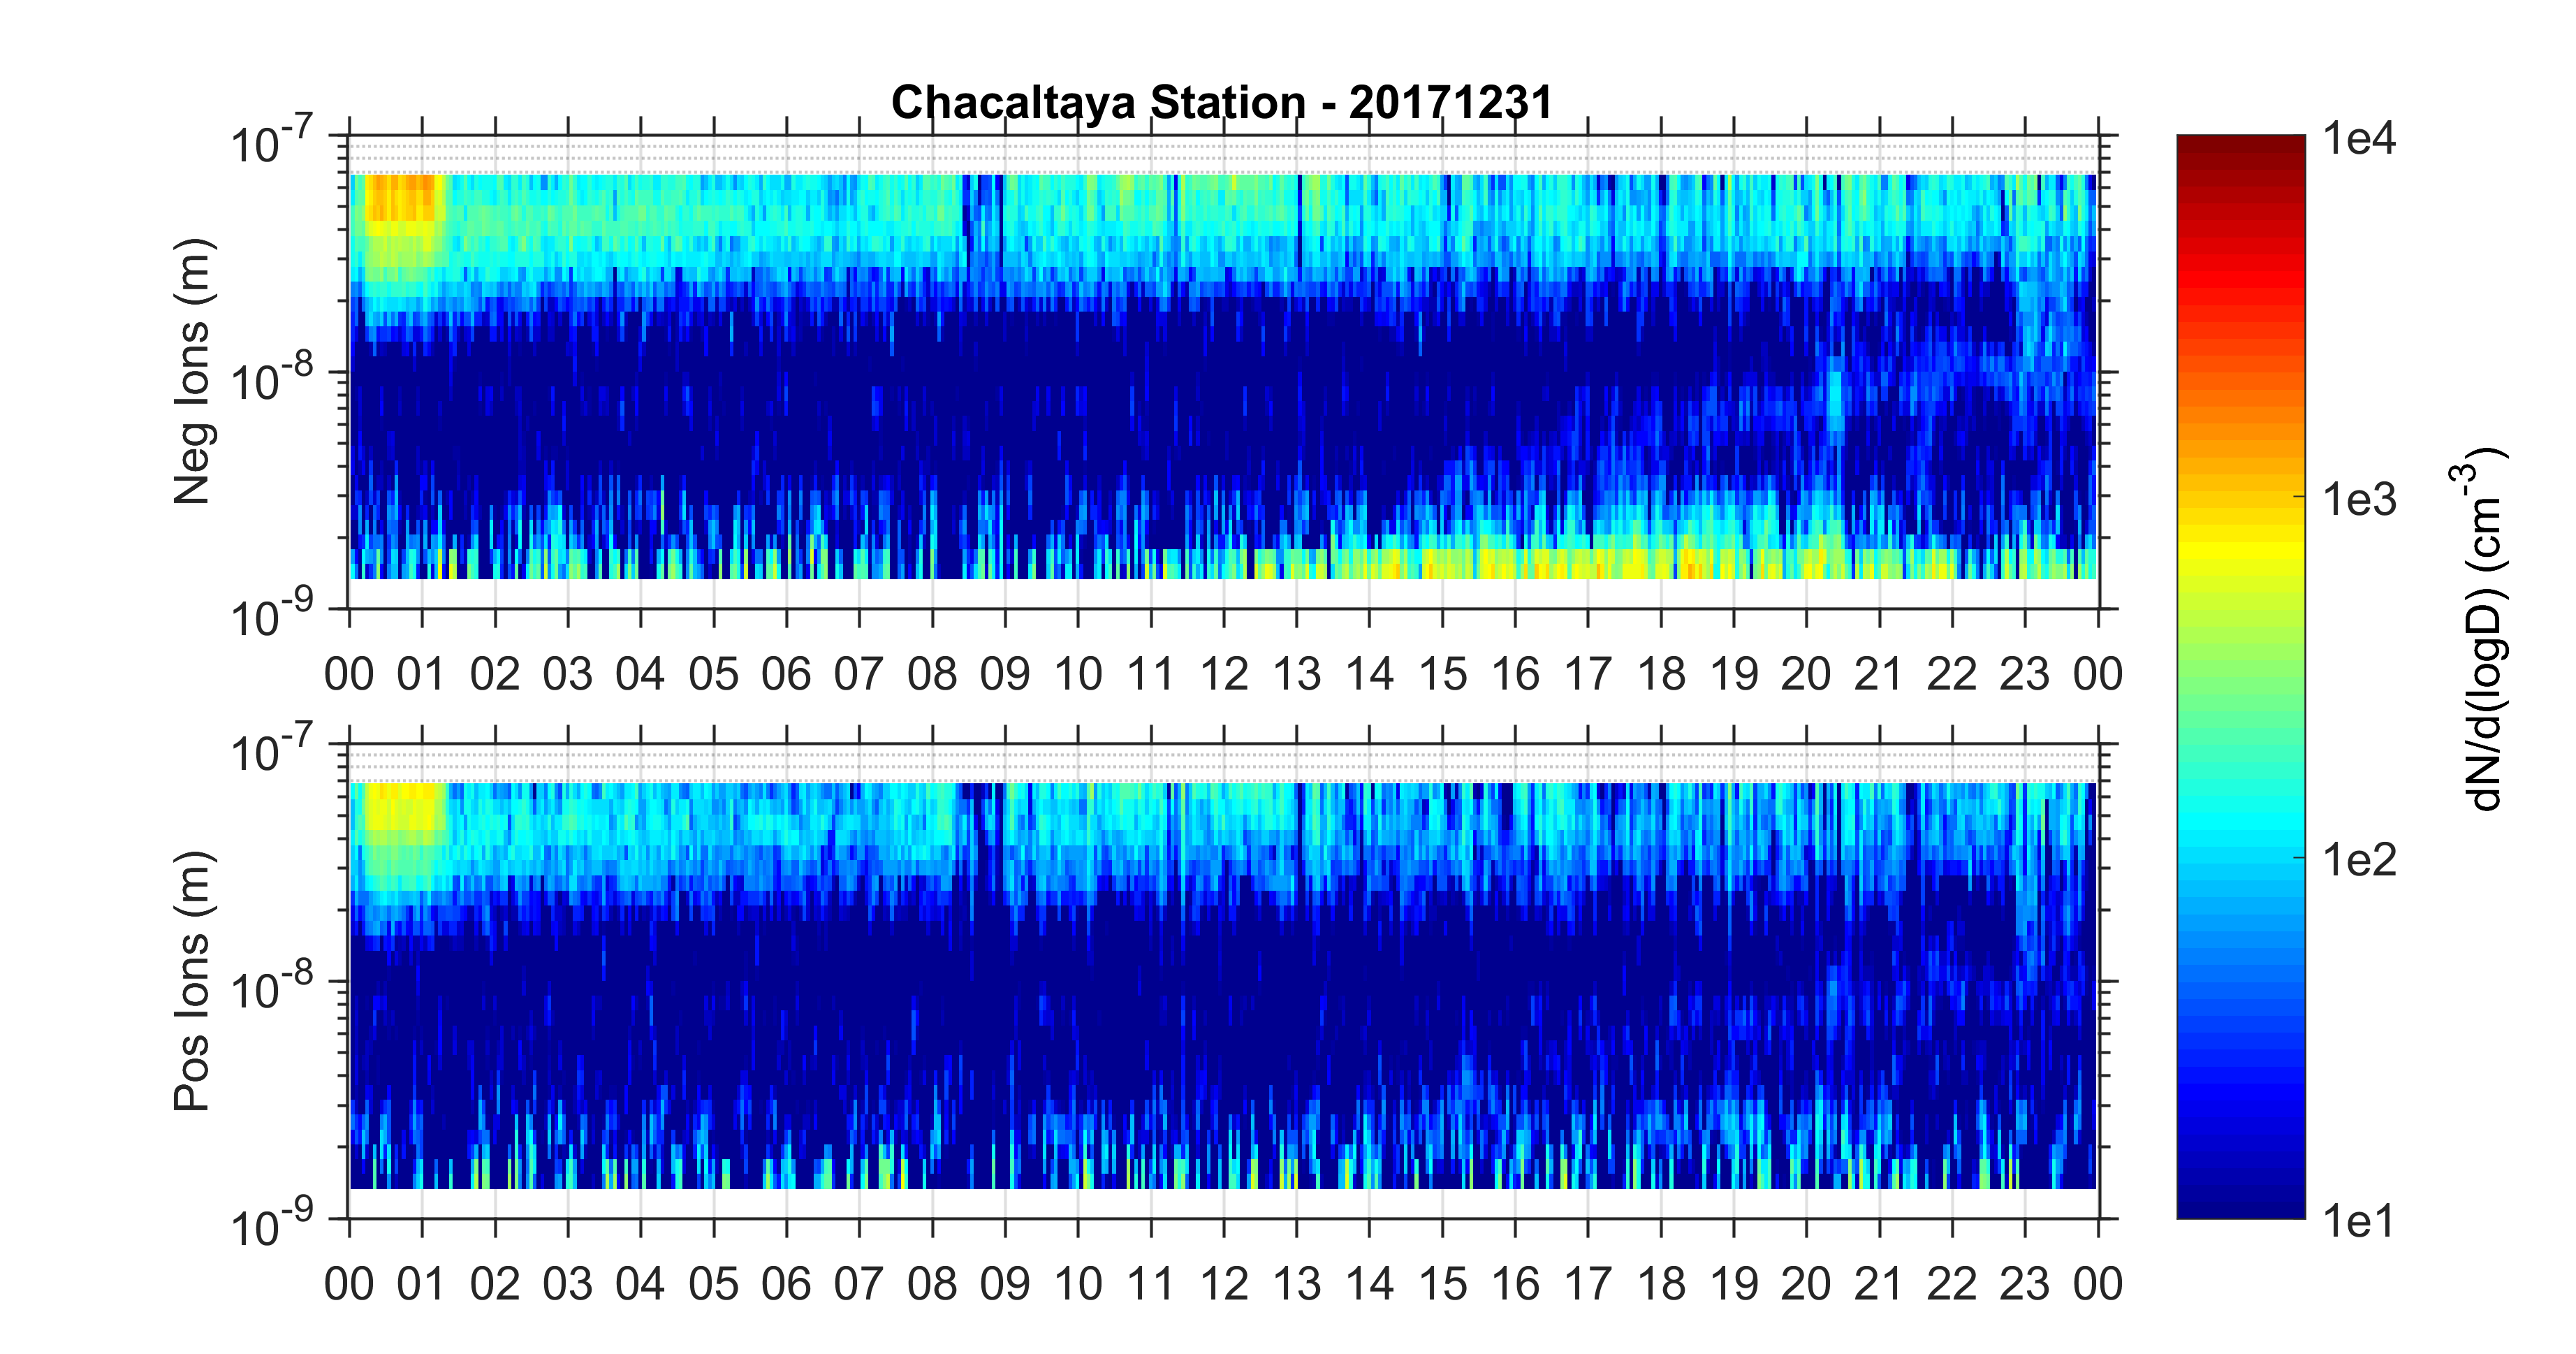 Chacaltaya Station - 20171231
10^-7
10^-8
10^-9
Neg Ions (m)
00 01 02 03 04 05 06 07 08 09 10 11 12 13 14 15 16 17 18 19 20 21 22 23 00
10^-7
10^-8
10^-9
Pos Ions (m)
00 01 02 03 04 05 06 07 08 09 10 11 12 13 14 15 16 17 18 19 20 21 22 23 00
1e4
1e3
1e2
1e1
dN/d(logD) (cm^-3)